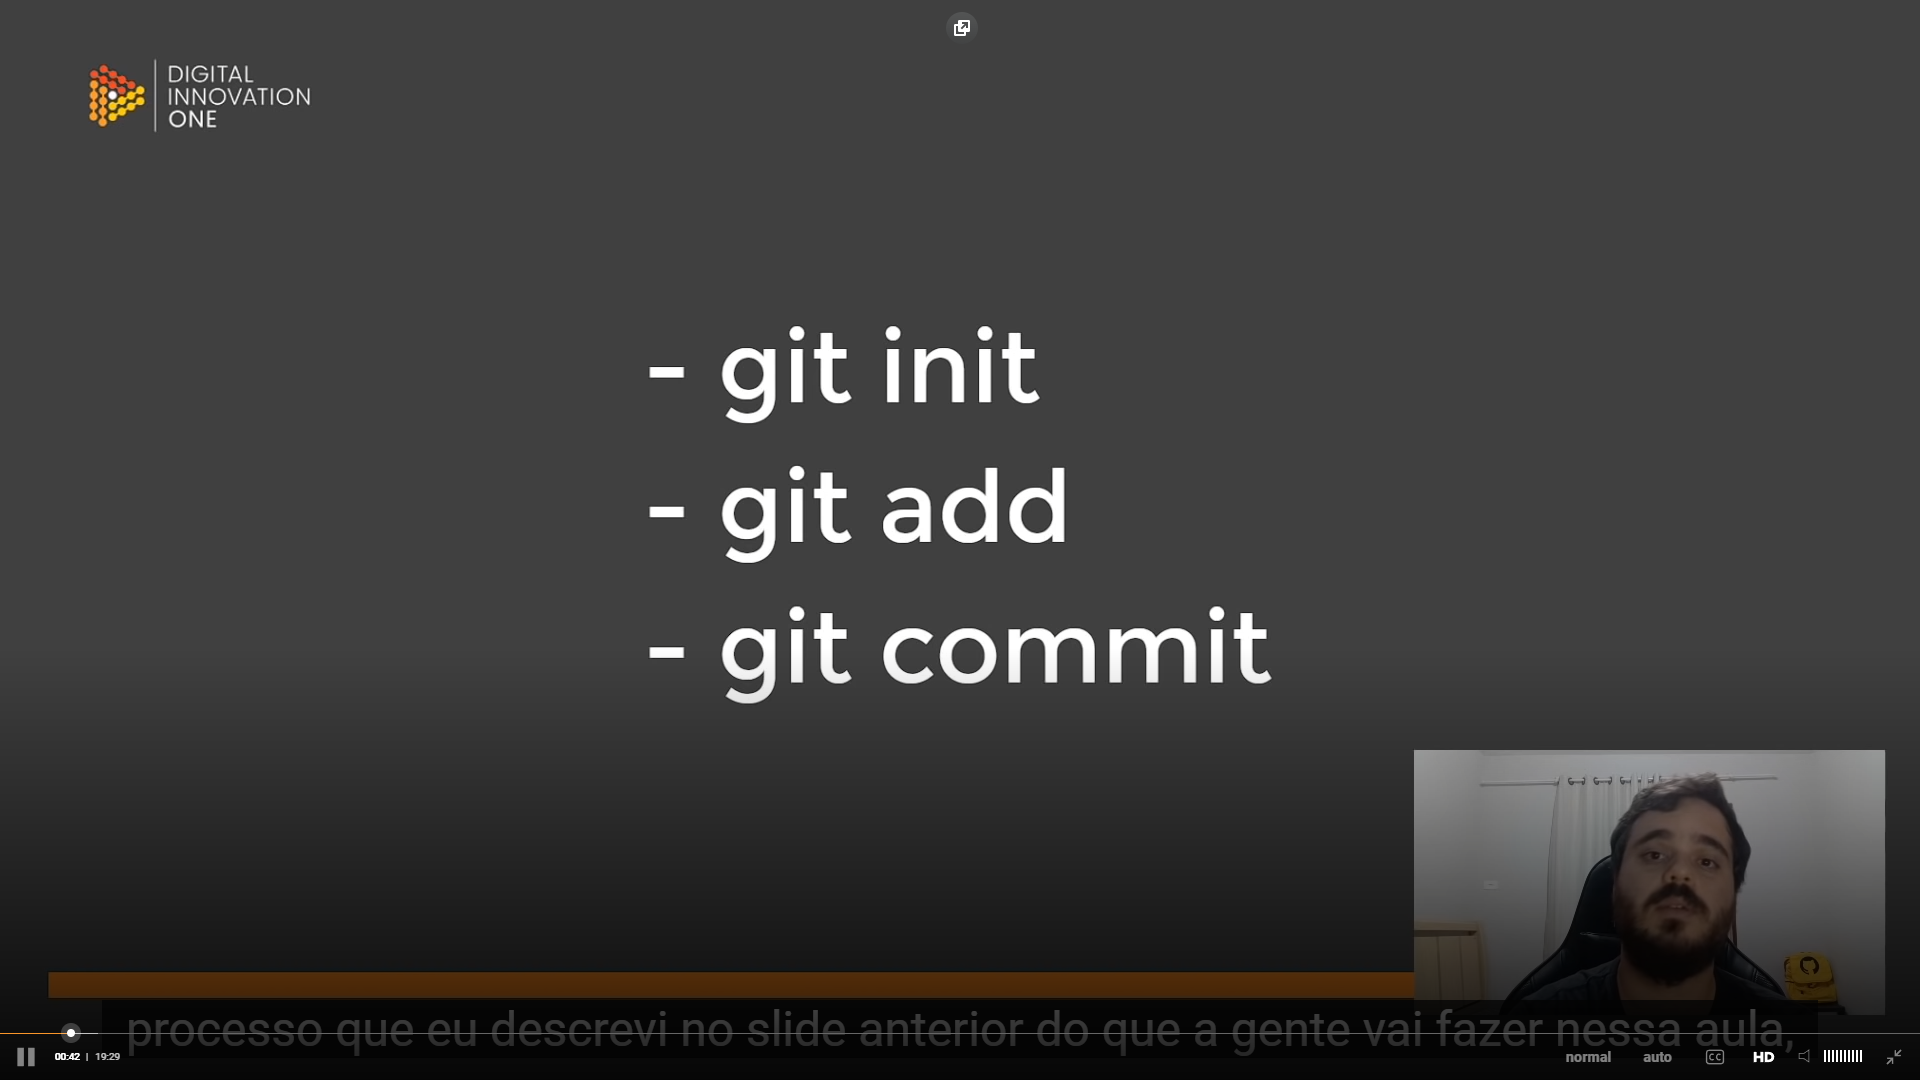 DIGITAL
INNOVATION
ONE
- git init
- git add
- git commit
processo que eu descrevi no slide anterior do que a gente vai fazer nessa aula,
00:42 | 19:29
normal auto CC HD